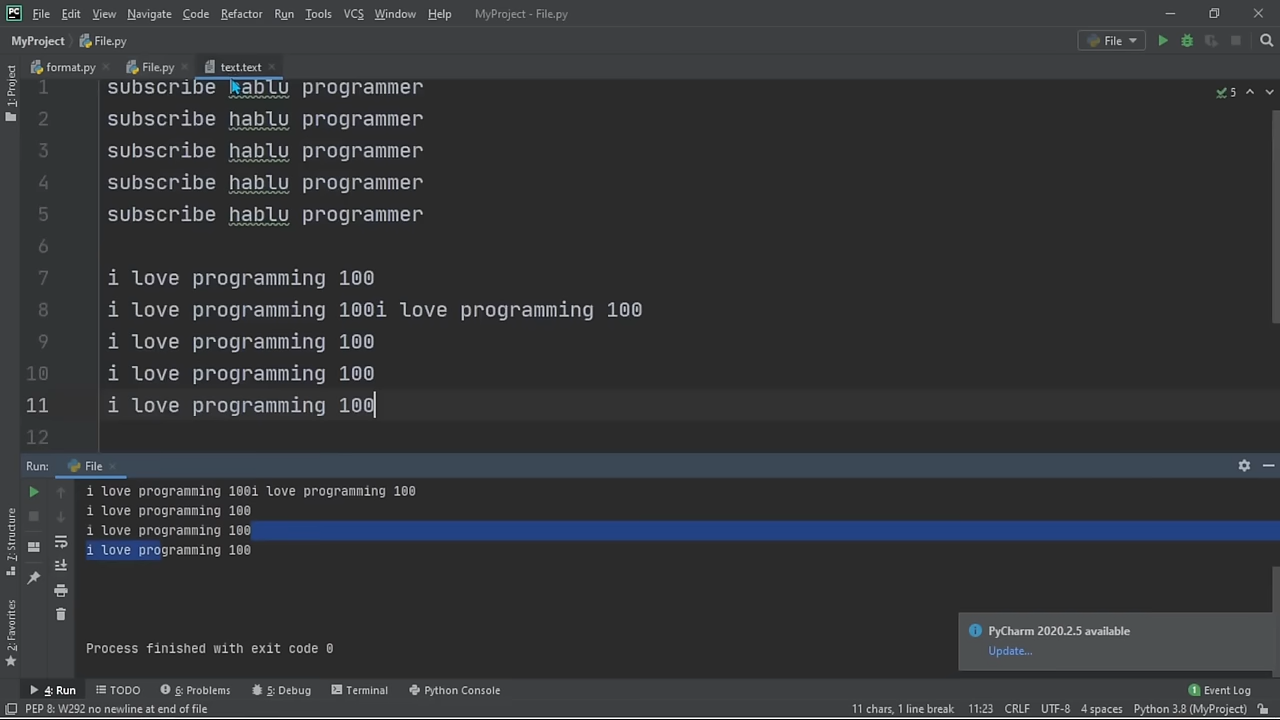 File Edit View Navigate Code Refactor Run Tools VCS Window Help MyProject - File.py
MyProject File.py File
format.py File.py text.text
1 subscribe hablu programmer
5
2 subscribe hablu programmer
3 subscribe hablu programmer
4 subscribe hablu programmer
5 subscribe hablu programmer
6
7 i love programming 100
8 i love programming 100i love programming 100
9 i love programming 100
10 i love programming 100
11 i love programming 100
12
1: Project
7: Structure
2: Favorites
Run: File
i love programming 100i love programming 100
i love programming 100
i love programming 100
i love programming 100
Process finished with exit code 0
PyCharm 2020.2.5 available
Update...
4: Run TODO 6: Problems 5: Debug Terminal Python Console 1 Event Log
PEP 8: W292 no newline at end of file 11 chars, 1 line break 11:23 CRLF UTF-8 4 spaces Python 3.8 (MyProject)